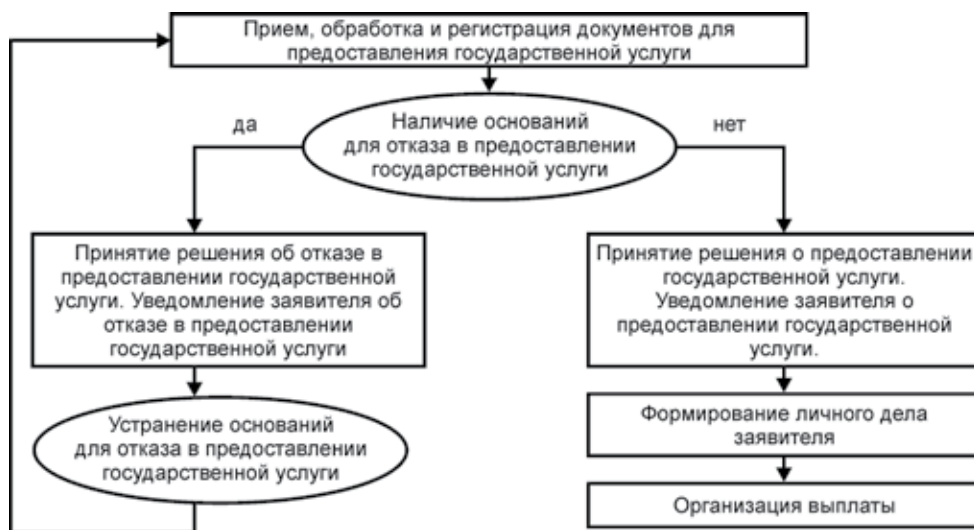 Прием, обработка и регистрация документов для
предоставления государственной услуги
да
Наличие оснований
для отказа в предоставлении
государственной услуги
нет
Принятие решения об отказе в
предоставлении государственной
услуги. Уведомление заявителя об
отказе в предоставлении
государственной услуги
Принятие решения о предоставлении
государственной услуги.
Уведомление заявителя о
предоставлении государственной
услуги.
Устранение оснований
для отказа в предоставлении
государственной услуги
Формирование личного дела
заявителя
Организация выплаты